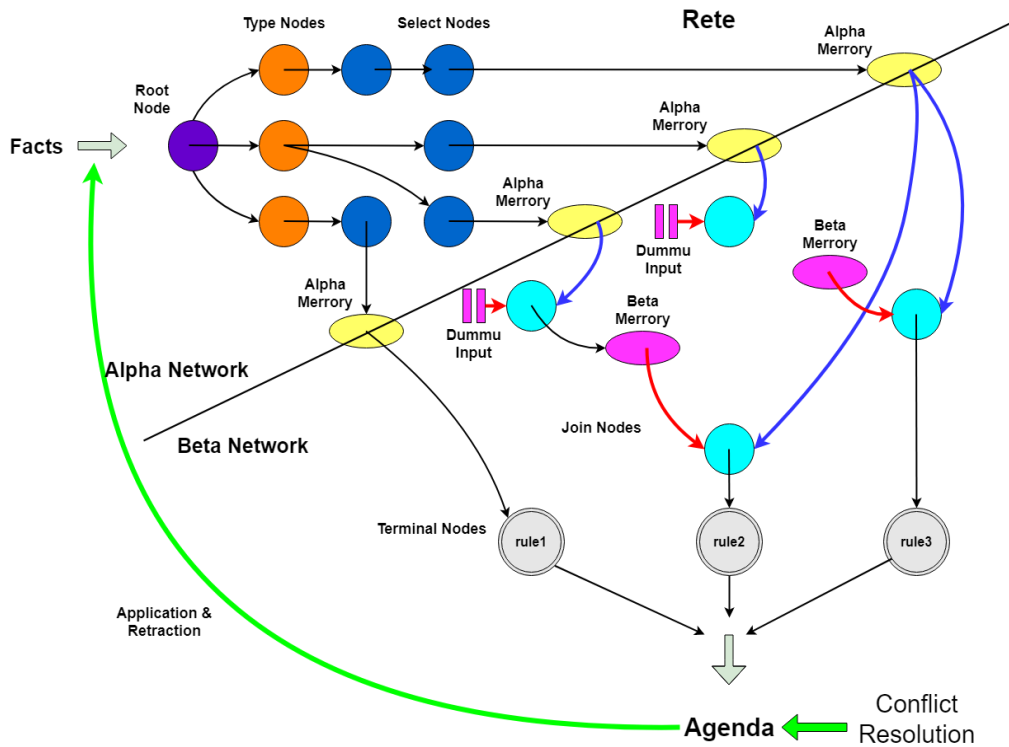 Type Nodes
Select Nodes
Rete
Alpha
Merrory
Root
Node
Alpha
Merrory
Facts
Alpha
Merrory
Dummu
Input
Beta
Merrory
Alpha
Merrory
Dummu
Input
Beta
Merrory
Alpha Network
Beta Network
Join Nodes
Terminal Nodes
rule1
rule2
rule3
Application &
Retraction
Agenda
Conflict
Resolution